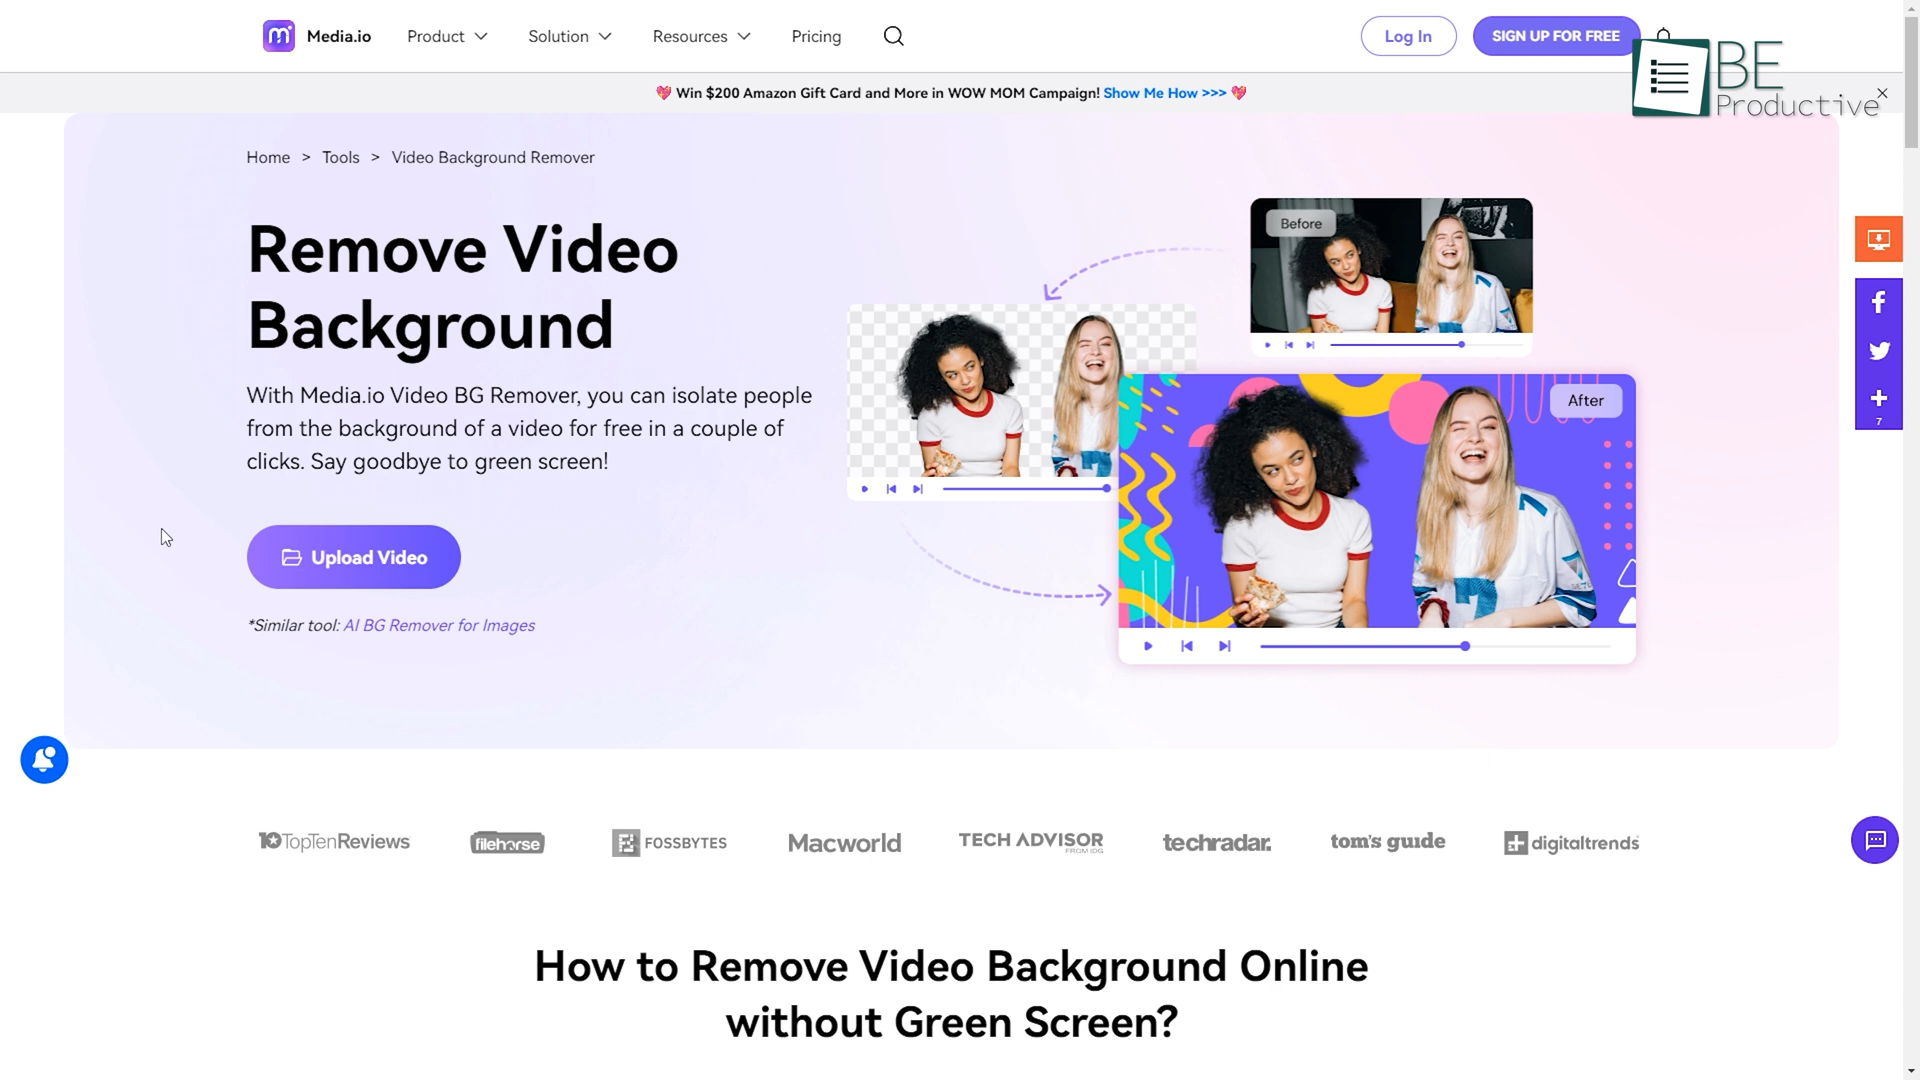 Media.io
Product
Solution
Resources
Pricing
Log In
SIGN UP FOR FREE
BE
Productive
💖 Win $200 Amazon Gift Card and More in WOW MOM Campaign! Show Me How >>> 💖
Home > Tools > Video Background Remover
Remove Video
Background
With Media.io Video BG Remover, you can isolate people
from the background of a video for free in a couple of
clicks. Say goodbye to green screen!
Upload Video
*Similar tool: AI BG Remover for Images
Before
After
7
7
TopTenReviews
filehorse
FOSSBYTES
Macworld
TECH ADVISOR
FROM IDG
techradar.
tom's guide
digitaltrends
How to Remove Video Background Online
without Green Screen?